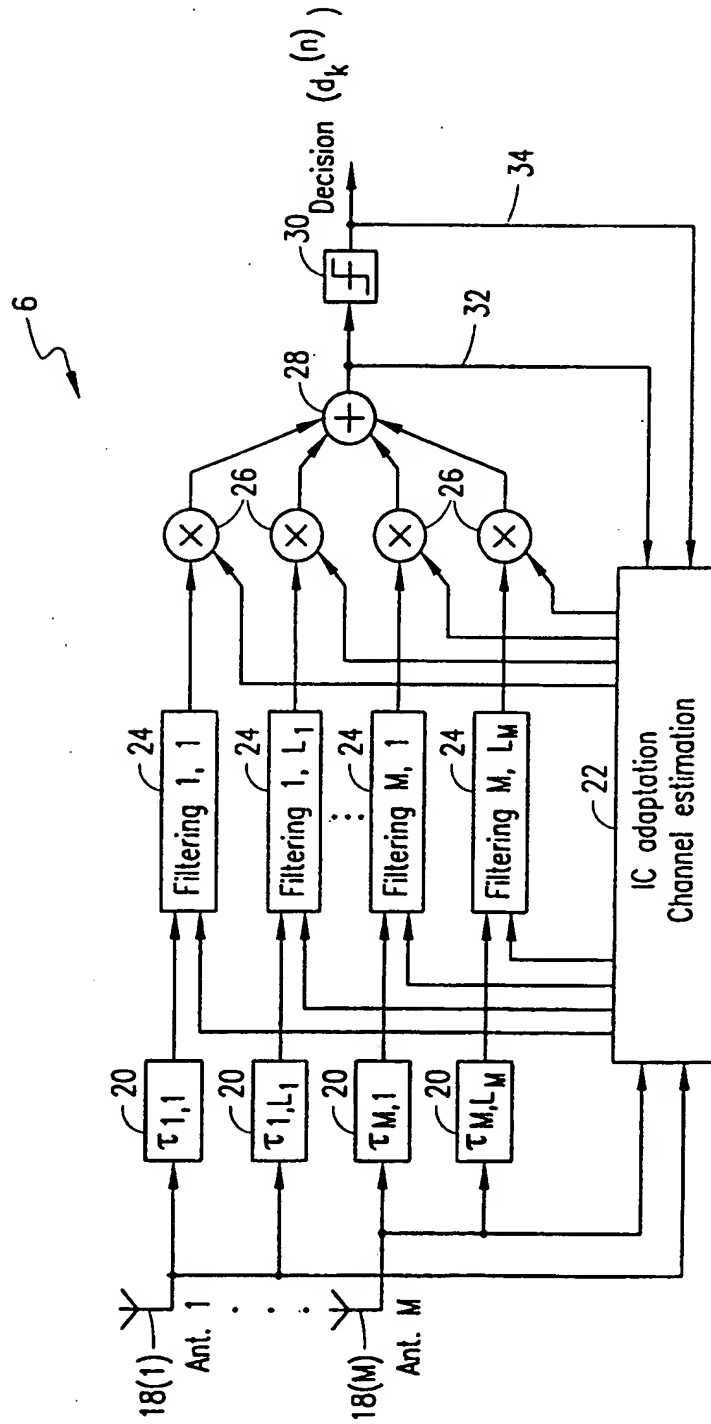 6
18(1)
Ant. 1
18(M)
Ant. M
20
τ1,1
20
τ1,L1
20
τM,1
20
τM,LM
24
Filtering 1, 1
24
Filtering 1, L1
24
Filtering M, 1
24
Filtering M, LM
26
26
28
30
Decision (dk(n))
32
34
22
IC adaptation
Channel estimation